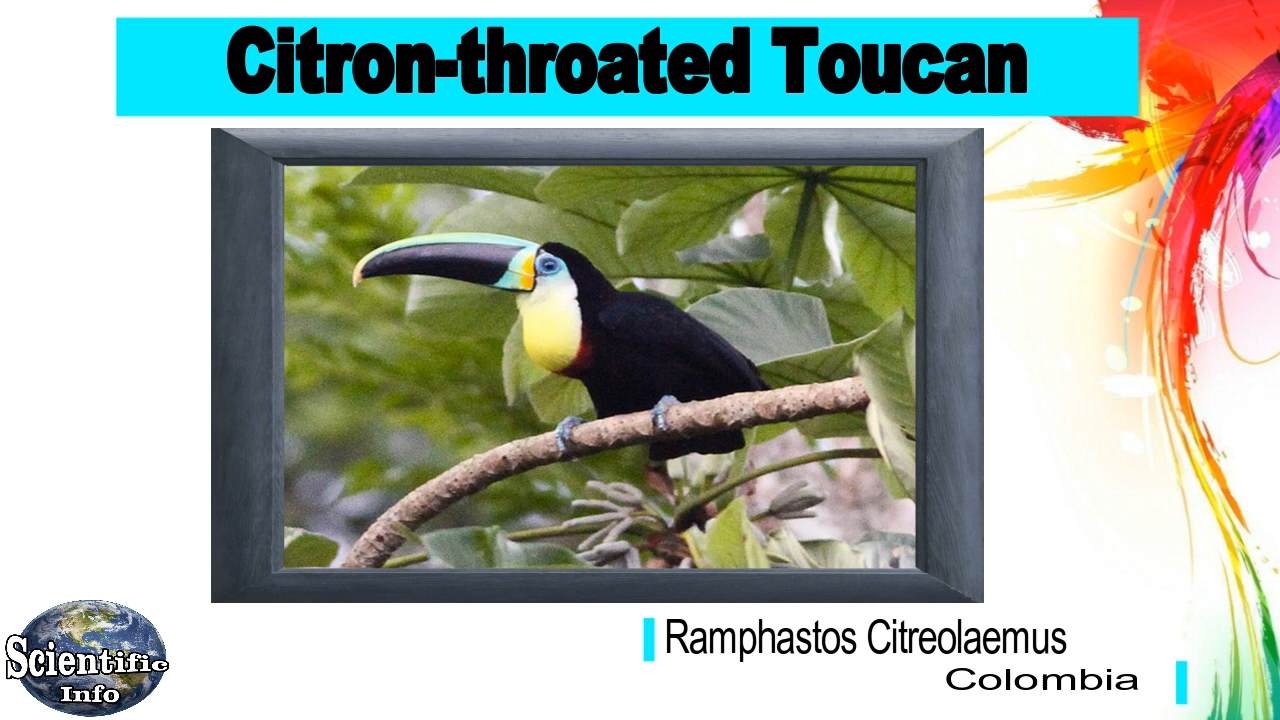 Citron-throated Toucan
Ramphastos Citreolaemus
Colombia
Scientific
Info